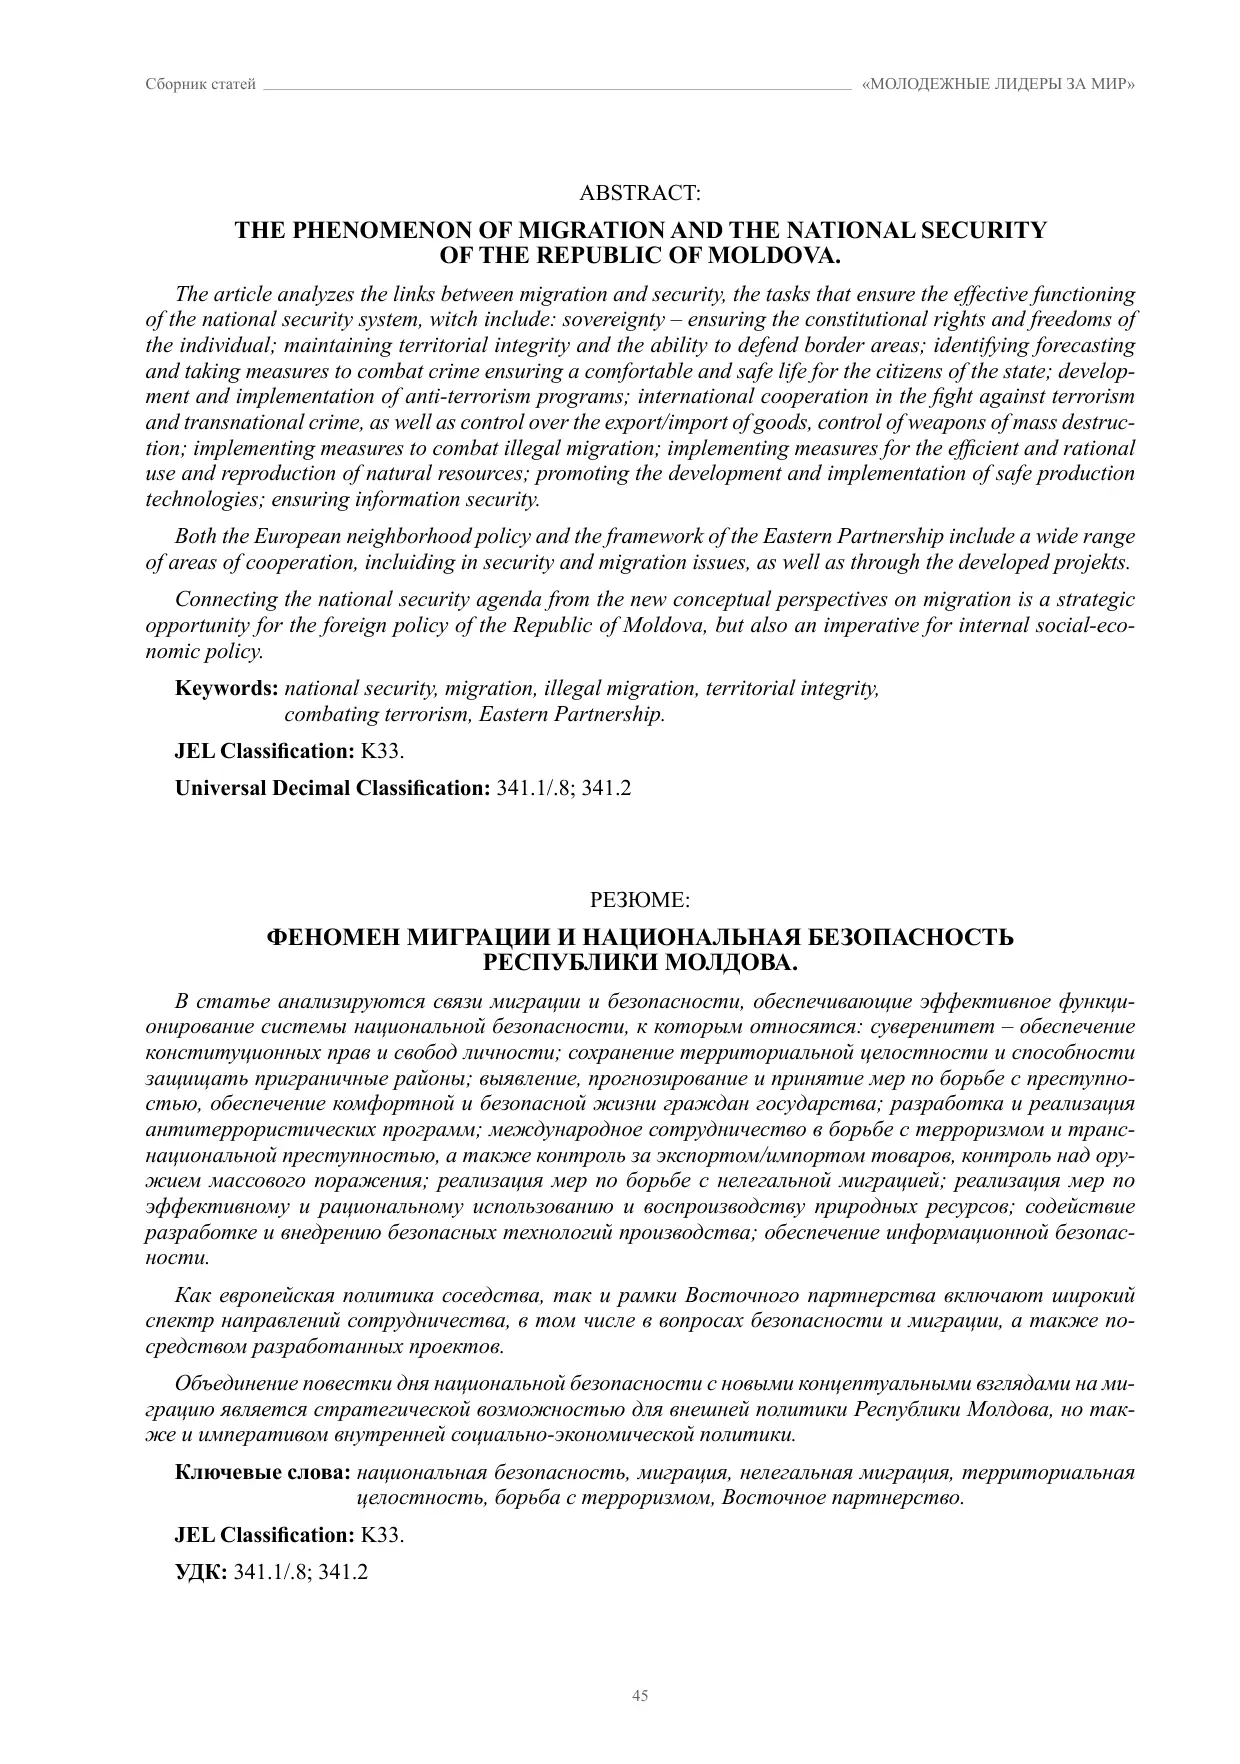 Сборник статей «МОЛОДЕЖНЫЕ ЛИДЕРЫ ЗА МИР»
ABSTRACT:
THE PHENOMENON OF MIGRATION AND THE NATIONAL SECURITY
OF THE REPUBLIC OF MOLDOVA.
The article analyzes the links between migration and security, the tasks that ensure the effective functioning
of the national security system, witch include: sovereignty – ensuring the constitutional rights and freedoms of
the individual; maintaining territorial integrity and the ability to defend border areas; identifying forecasting
and taking measures to combat crime ensuring a comfortable and safe life for the citizens of the state; develop-
ment and implementation of anti-terrorism programs; international cooperation in the fight against terrorism
and transnational crime, as well as control over the export/import of goods, control of weapons of mass destruc-
tion; implementing measures to combat illegal migration; implementing measures for the efficient and rational
use and reproduction of natural resources; promoting the development and implementation of safe production
technologies; ensuring information security.
Both the European neighborhood policy and the framework of the Eastern Partnership include a wide range
of areas of cooperation, incluiding in security and migration issues, as well as through the developed projekts.
Connecting the national security agenda from the new conceptual perspectives on migration is a strategic
opportunity for the foreign policy of the Republic of Moldova, but also an imperative for internal social-eco-
nomic policy.
Keywords: national security, migration, illegal migration, territorial integrity,
combating terrorism, Eastern Partnership.
JEL Classification: K33.
Universal Decimal Classification: 341.1/.8; 341.2
РЕЗЮМЕ:
ФЕНОМЕН МИГРАЦИИ И НАЦИОНАЛЬНАЯ БЕЗОПАСНОСТЬ
РЕСПУБЛИКИ МОЛДОВА.
В статье анализируются связи миграции и безопасности, обеспечивающие эффективное функци-
онирование системы национальной безопасности, к которым относятся: суверенитет – обеспечение
конституционных прав и свобод личности; сохранение территориальной целостности и способности
защищать приграничные районы; выявление, прогнозирование и принятие мер по борьбе с преступно-
стью, обеспечение комфортной и безопасной жизни граждан государства; разработка и реализация
антитеррористических программ; международное сотрудничество в борьбе с терроризмом и транс-
национальной преступностью, а также контроль за экспортом/импортом товаров, контроль над ору-
жием массового поражения; реализация мер по борьбе с нелегальной миграцией; реализация мер по
эффективному и рациональному использованию и воспроизводству природных ресурсов; содействие
разработке и внедрению безопасных технологий производства; обеспечение информационной безопас-
ности.
Как европейская политика соседства, так и рамки Восточного партнерства включают широкий
спектр направлений сотрудничества, в том числе в вопросах безопасности и миграции, а также по-
средством разработанных проектов.
Объединение повестки дня национальной безопасности с новыми концептуальными взглядами на ми-
грацию является стратегической возможностью для внешней политики Республики Молдова, но так-
же и императивом внутренней социально-экономической политики.
Ключевые слова: национальная безопасность, миграция, нелегальная миграция, территориальная
целостность, борьба с терроризмом, Восточное партнерство.
JEL Classification: K33.
УДК: 341.1/.8; 341.2
45